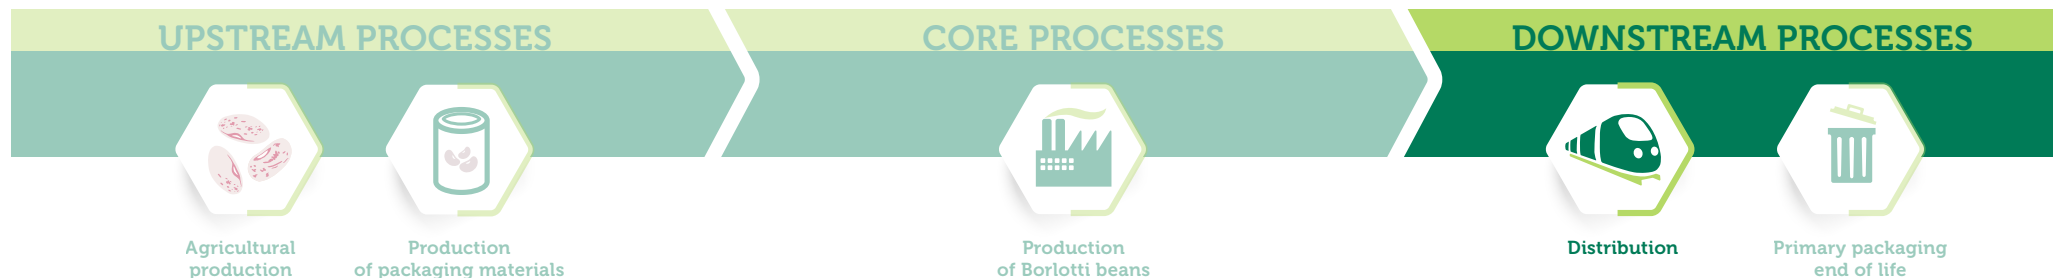 UPSTREAM PROCESSES
CORE PROCESSES
DOWNSTREAM PROCESSES
Agricultural
production
Production
of packaging materials
Production
of Borlotti beans
Distribution
Primary packaging
end of life